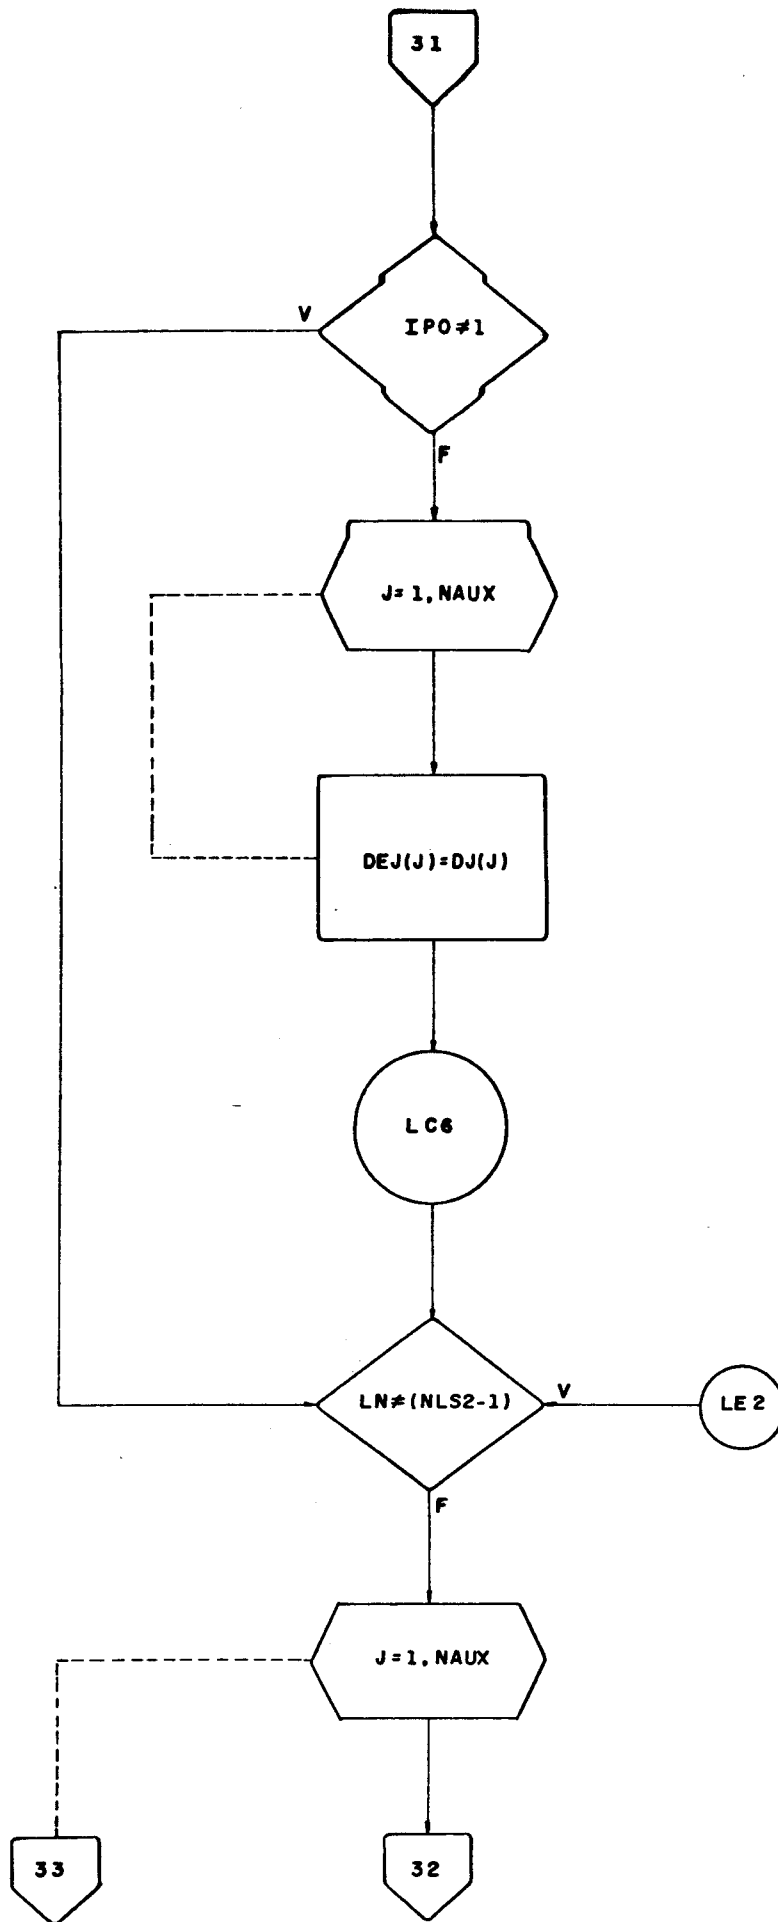 31
V
IPO≠1
F
J=1,NAUX
DEJ(J)=DJ(J)
LC6
LN≠(NLS2-1)
V
LE2
F
J=1,NAUX
33
32